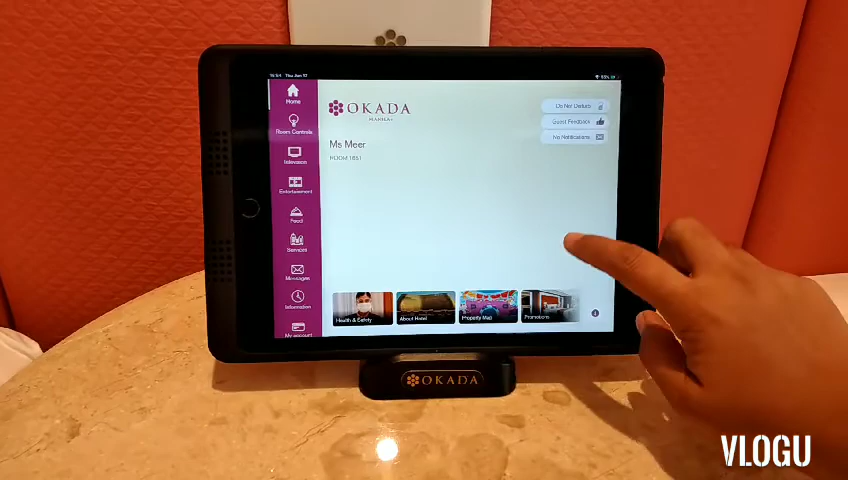 Home
Room Controls
Television
Entertainment
Food
Services
Messages
Information
My account
OKADA
MANILA
Ms Meer
ROOM 1651
Do Not Disturb
Guest Feedback
No Notifications
Health & Safety
About Hotel
Property Map
Promotions
OKADA
VLOGU